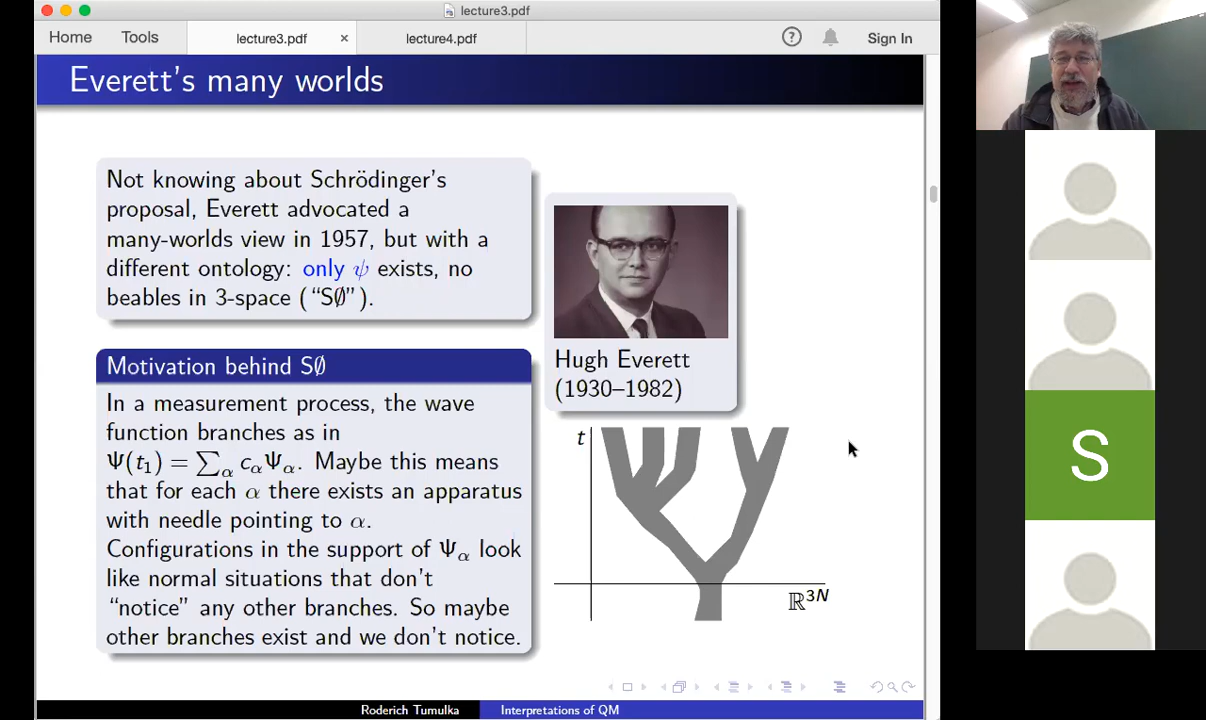 lecture3.pdf
Home Tools lecture3.pdf × lecture4.pdf ? Sign In
Everett's many worlds
Not knowing about Schrödinger's
proposal, Everett advocated a
many-worlds view in 1957, but with a
different ontology: only ψ exists, no
beables in 3-space ("S∅").
Hugh Everett
(1930–1982)
Motivation behind S∅
In a measurement process, the wave
function branches as in
Ψ(t₁) = ∑_α c_αΨ_α. Maybe this means
that for each α there exists an apparatus
with needle pointing to α.
Configurations in the support of Ψ_α look
like normal situations that don't
"notice" any other branches. So maybe
other branches exist and we don't notice.
t
ℝ³ᴺ
Roderich Tumulka Interpretations of QM
S